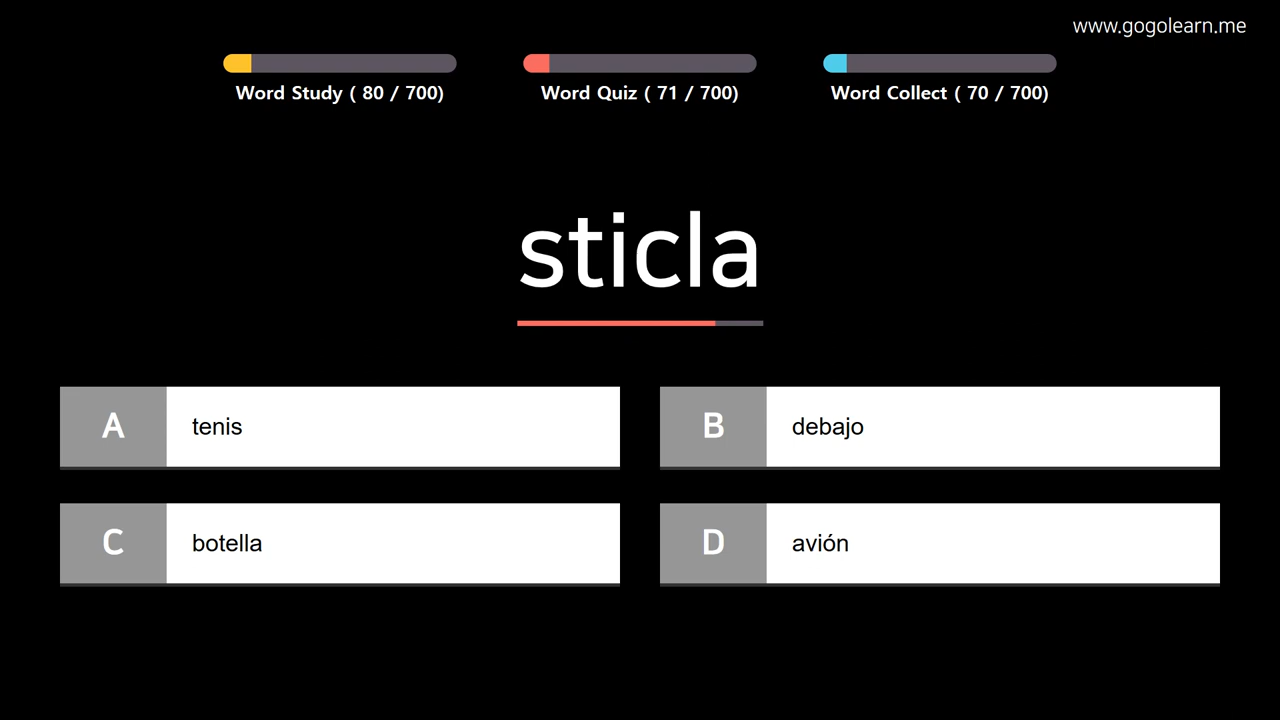 www.gogolearn.me
Word Study ( 80 / 700)
Word Quiz ( 71 / 700)
Word Collect ( 70 / 700)
sticla
A
tenis
B
debajo
C
botella
D
avión